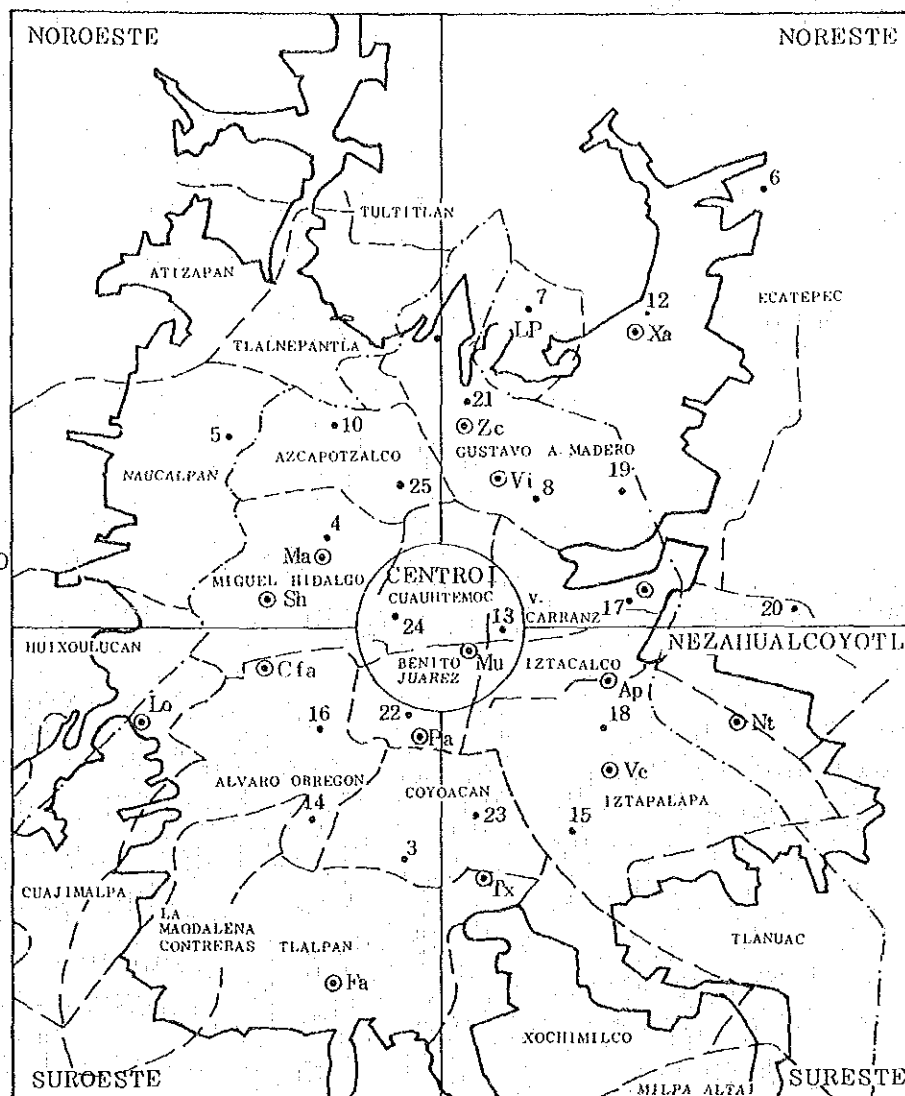 NOROESTE
NORESTE
6
TULTITLAN
ATIZAPAN
7
12
ECATEPEC
LP
Xa
TLALNEPANTLA
21
5
10
Zc
AZCAPOTZALCO
GUSTAVO A. MADERO
NAUCALPAN
25
Vi
8
19
4
Ma
CENTRO
MIGUEL HIDALGO
CUAUHTEMOC
Sh
24
13
V.
CARRANZ
17
20
HUIXOULUCAN
NEZAHUALCOYOTL
Cfa
BENITO
JUAREZ
Mu
IZTACALCO
Ap
Lo
16
22
Pa
18
Nt
ALVARO OBREGON
COYOACAN
Ve
IZTAPALAPA
14
23
15
3
CUAJIMALPA
Tx
LA
MAGDALENA
CONTRERAS
TLALPAN
TLANUAC
Fa
XOCHIMILCO
SUROESTE
MILPA ALTA
SURESTE